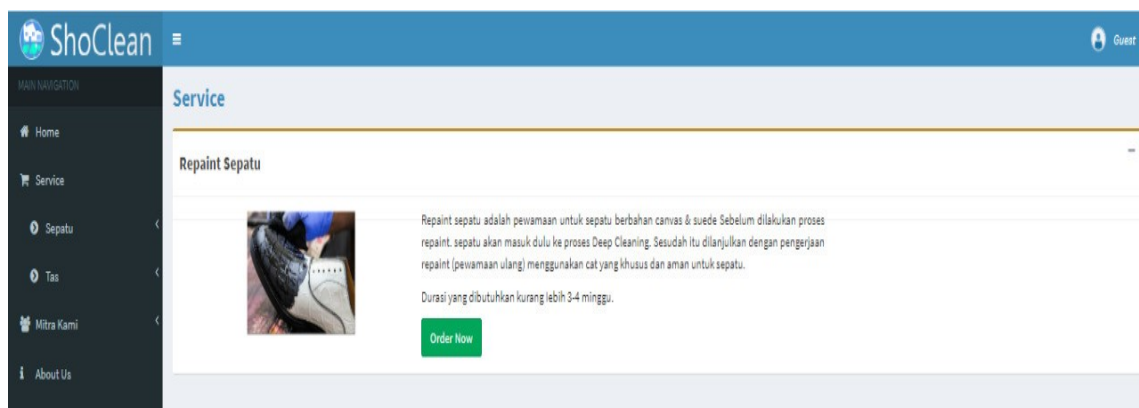 ShoClean
Guest
MAIN NAVIGATION
Home
Service
Sepatu
Tas
Mitra Kami
About Us
Service
Repaint Sepatu
Repaint sepatu adalah pewarnaan untuk sepatu berbahan canvas & suede Sebelum dilakukan proses
repaint. sepatu akan masuk dulu ke proses Deep Cleaning. Sesudah itu dilanjulkan dengan pengerjaan
repaint (pewarnaan ulang) menggunakan cat yang khusus dan aman untuk sepatu.
Durasi yang dibutuhkan kurang lebih 3-4 minggu.
Order Now